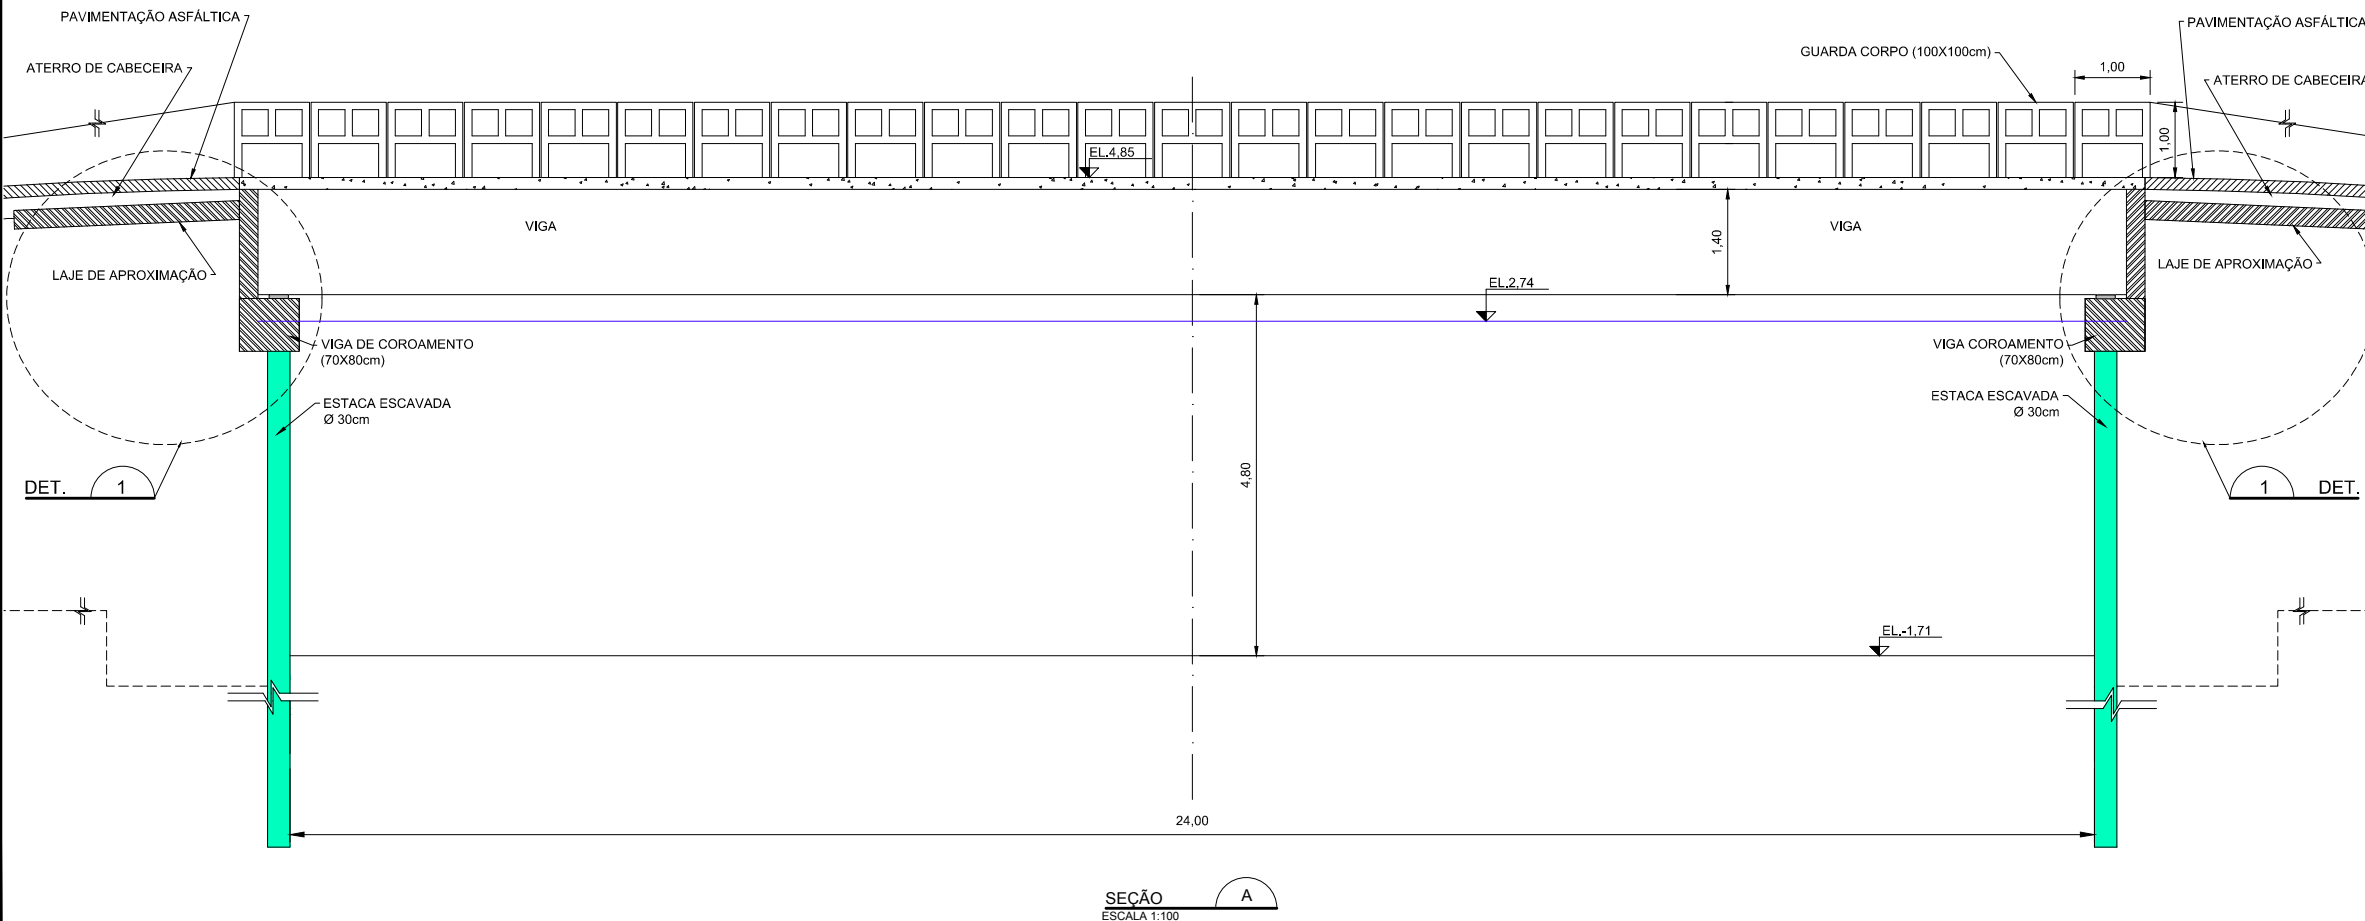 PAVIMENTAÇÃO ASFÁLTICA
PAVIMENTAÇÃO ASFÁLTICA
GUARDA CORPO (100X100cm)
1,00
ATERRO DE CABECEIRA
ATERRO DE CABECEIRA
1,00
EL.4,85
VIGA
VIGA
1,40
LAJE DE APROXIMAÇÃO
LAJE DE APROXIMAÇÃO
EL.2,74
VIGA DE COROAMENTO
(70X80cm)
VIGA COROAMENTO
(70X80cm)
ESTACA ESCAVADA
Ø 30cm
ESTACA ESCAVADA
Ø 30cm
4,80
DET. 1
1 DET.
EL.-1,71
24,00
SEÇÃO A
ESCALA 1:100